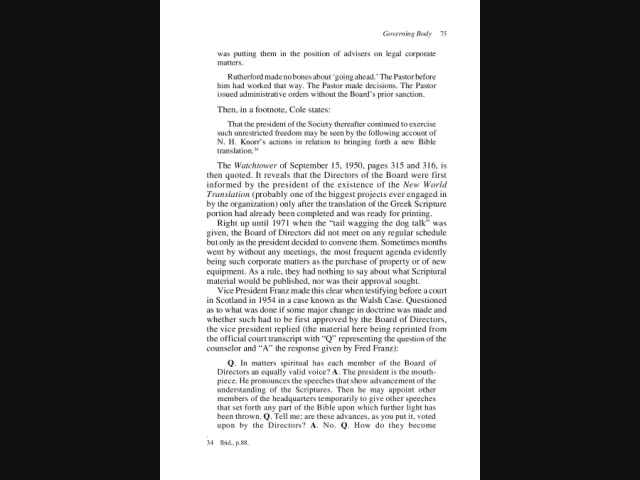 Governing Body 75
was putting them in the position of advisers on legal corporate
matters.
Rutherford made no bones about ‘going ahead.’ The Pastor before
him had worked that way. The Pastor made decisions. The Pastor
issued administrative orders without the Board’s prior sanction.
Then, in a footnote, Cole states:
That the president of the Society thereafter continued to exercise
such unrestricted freedom may be seen by the following account of
N. H. Knorr’s actions in relation to bringing forth a new Bible
translation.34
The Watchtower of September 15, 1950, pages 315 and 316, is
then quoted. It reveals that the Directors of the Board were first
informed by the president of the existence of the New World
Translation (probably one of the biggest projects ever engaged in
by the organization) only after the translation of the Greek Scripture
portion had already been completed and was ready for printing.
Right up until 1971 when the “tail wagging the dog talk” was
given, the Board of Directors did not meet on any regular schedule
but only as the president decided to convene them. Sometimes months
went by without any meetings, the most frequent agenda evidently
being such corporate matters as the purchase of property or of new
equipment. As a rule, they had nothing to say about what Scriptural
material would be published, nor was their approval sought.
Vice President Franz made this clear when testifying before a court
in Scotland in 1954 in a case known as the Walsh Case. Questioned
as to what was done if some major change in doctrine was made and
whether such had to be first approved by the Board of Directors,
the vice president replied (the material here being reprinted from
the official court transcript with “Q” representing the question of the
counselor and “A” the response given by Fred Franz):
Q. In matters spiritual has each member of the Board of
Directors an equally valid voice? A. The president is the mouth-
piece. He pronounces the speeches that show advancement of the
understanding of the Scriptures. Then he may appoint other
members of the headquarters temporarily to give other speeches
that set forth any part of the Bible upon which further light has
been thrown. Q. Tell me; are these advances, as you put it, voted
upon by the Directors? A. No. Q. How do they become
34 Ibid., p.88.